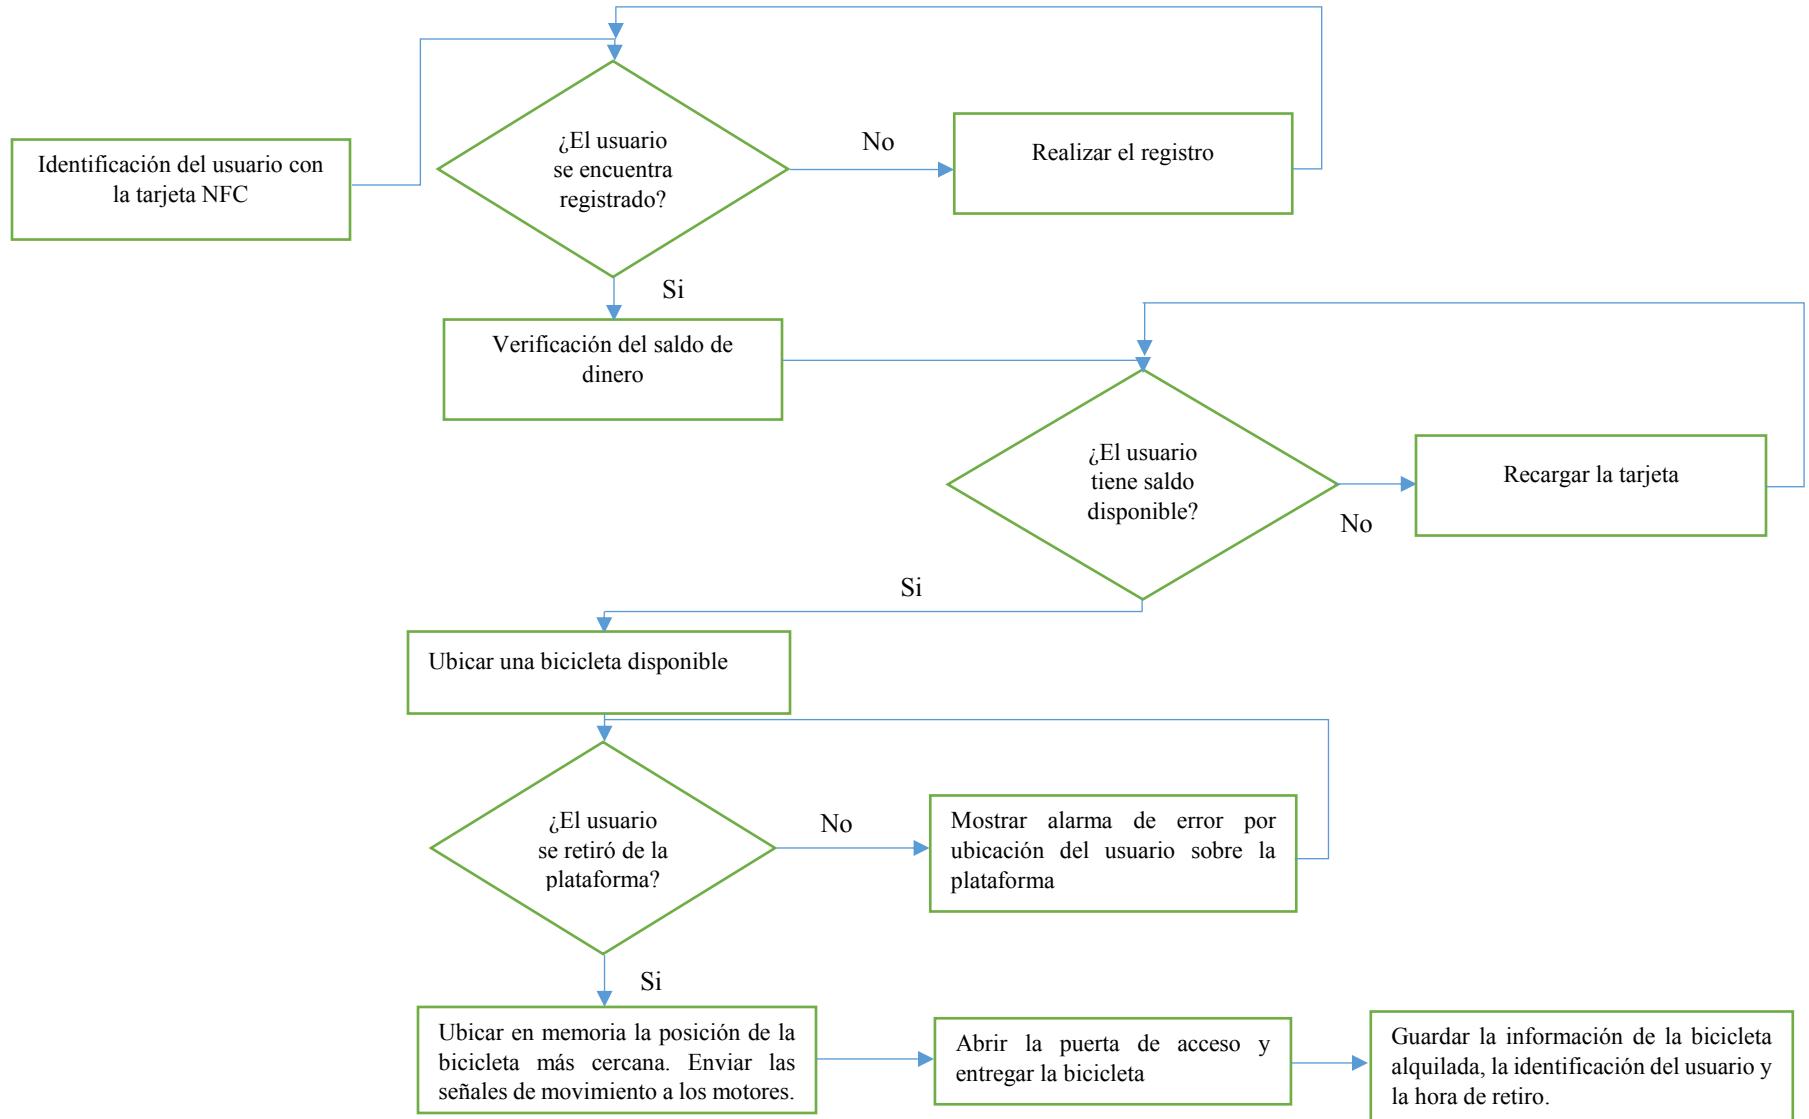 Identificación del usuario con
la tarjeta NFC
¿El usuario
se encuentra
registrado?
No
Realizar el registro
Si
Verificación del saldo de
dinero
¿El usuario
tiene saldo
disponible?
No
Recargar la tarjeta
Si
Ubicar una bicicleta disponible
¿El usuario
se retiró de la
plataforma?
No
Mostrar alarma de error por
ubicación del usuario sobre la
plataforma
Si
Ubicar en memoria la posición de la
bicicleta más cercana. Enviar las
señales de movimiento a los motores.
Abrir la puerta de acceso y
entregar la bicicleta
Guardar la información de la bicicleta
alquilada, la identificación del usuario y
la hora de retiro.